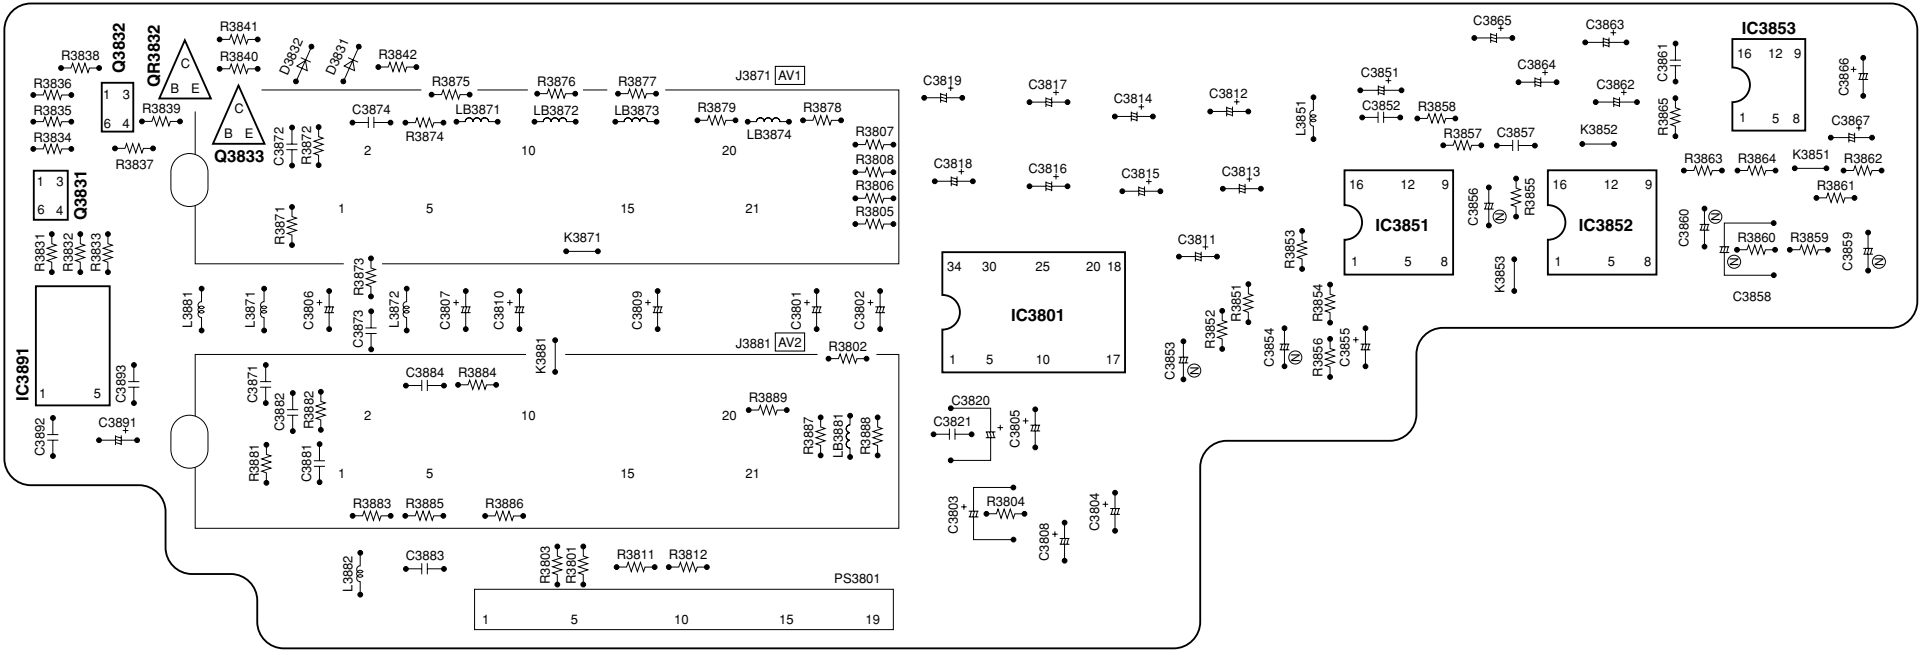 R3841
R3838
Q3832
QR3832
C
B E
R3840
D3832
D3831
R3842
R3836
1 3
6 4
R3835
R3839
R3834
R3837
C
B E
Q3833
R3875
R3876
R3877
J3871 AV1
C3874
R3874
LB3871
LB3872
LB3873
R3879
LB3874
R3878
C3872
R3872
2
10
20
R3807
R3808
R3806
R3805
1
5
15
21
R3871
K3871
1 3
6 4
Q3831
R3831
R3832
R3833
C3819
C3817
C3814
C3812
C3818
C3816
C3815
C3813
L3851
C3851
C3852
R3858
R3857
C3857
C3865
C3863
C3864
C3862
C3861
R3865
K3852
IC3853
16 12 9
1 5 8
C3866
C3867
R3863
R3864
K3851
R3862
R3861
16 12 9
IC3851
1 5 8
C3856
N
R3855
16 12 9
IC3852
1 5 8
K3853
C3860
N
R3860
N
R3859
C3859
N
C3858
C3811
R3853
R3851
R3852
R3854
C3853
N
C3854
N
R3856
C3855
34 30 25 20 18
IC3801
1 5 10 17
L3881
L3871
C3806
R3873
C3873
L3872
C3807
C3810
C3809
C3801
C3802
IC3891
1 5
C3893
C3892
C3891
J3881 AV2
R3802
K3881
C3871
C3882
R3882
C3884
R3884
2
10
20
R3889
R3887
LB3881
R3888
R3881
C3881
1
5
15
21
R3883
R3885
R3886
C3820
C3821
C3805
C3803
R3804
C3808
C3804
L3882
C3883
R3803
R3801
R3811
R3812
PS3801
1 5 10 15 19